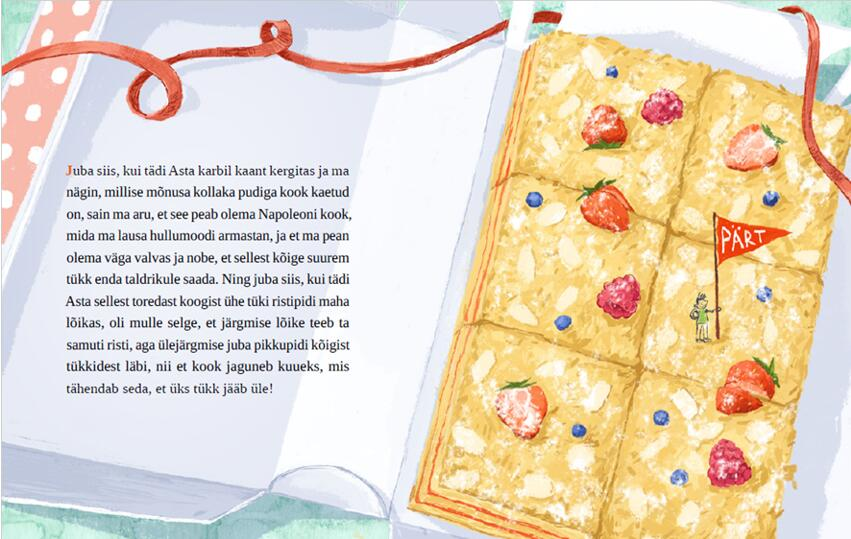 Juba siis, kui tädi Asta karbil kaant kergitas ja ma
nägin, millise mõnusa kollaka pudiga kook kaetud
on, sain ma aru, et see peab olema Napoleoni kook,
mida ma lausa hullumoodi armastan, ja et ma pean
olema väga valvas ja nobe, et sellest kõige suurem
tükk enda taldrikule saada. Ning juba siis, kui tädi
Asta sellest toredast koogist ühe tüki ristipidi maha
lõikas, oli mulle selge, et järgmise lõike teeb ta
samuti risti, aga ülejärgmise juba pikkupidi kõigist
tükkidest läbi, nii et kook jaguneb kuueks, mis
tähendab seda, et üks tükk jääb üle!
PÄRT